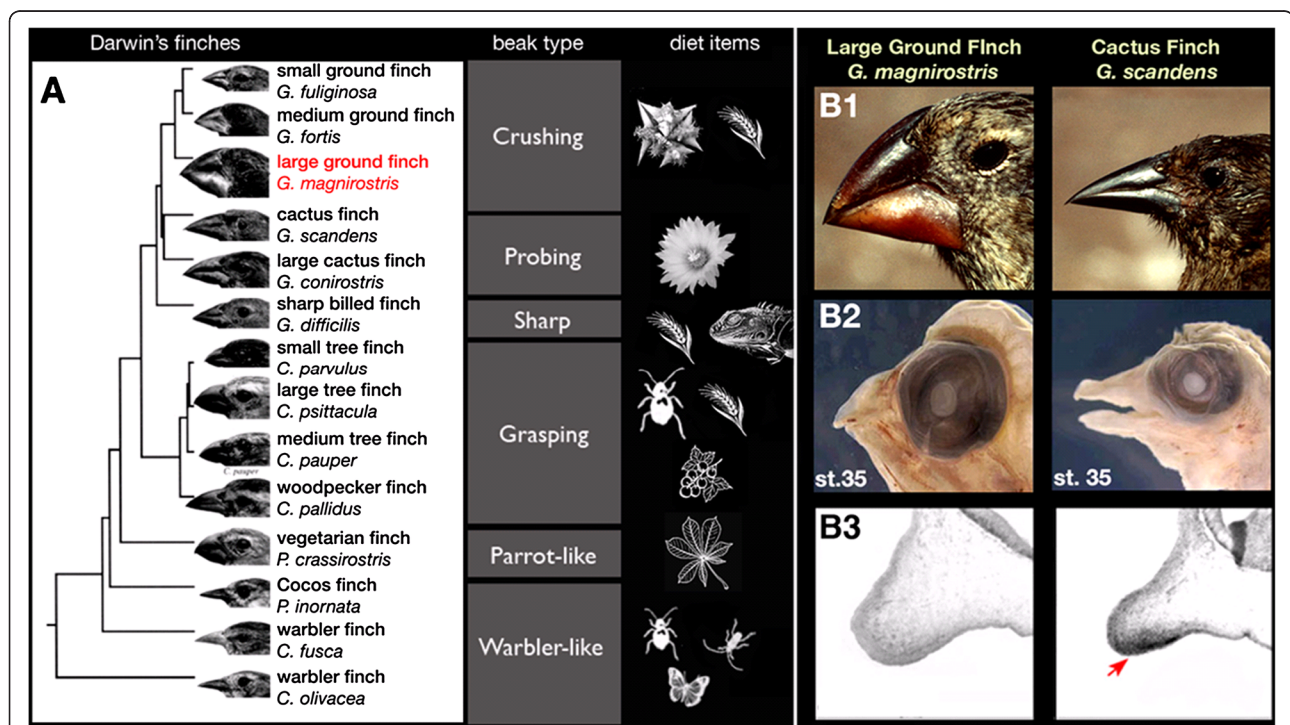 Darwin's finches
beak type
diet items
A
small ground finch
G. fuliginosa
medium ground finch
G. fortis
large ground finch
G. magnirostris
cactus finch
G. scandens
large cactus finch
G. conirostris
sharp billed finch
G. difficilis
small tree finch
C. parvulus
large tree finch
C. psittacula
medium tree finch
C. pauper
C. pauper
woodpecker finch
C. pallidus
vegetarian finch
P. crassirostris
Cocos finch
P. inornata
warbler finch
C. fusca
warbler finch
C. olivacea
Crushing
Probing
Sharp
Grasping
Parrot-like
Warbler-like
Large Ground FInch
G. magnirostris
Cactus Finch
G. scandens
B1
B2
st.35
st. 35
B3